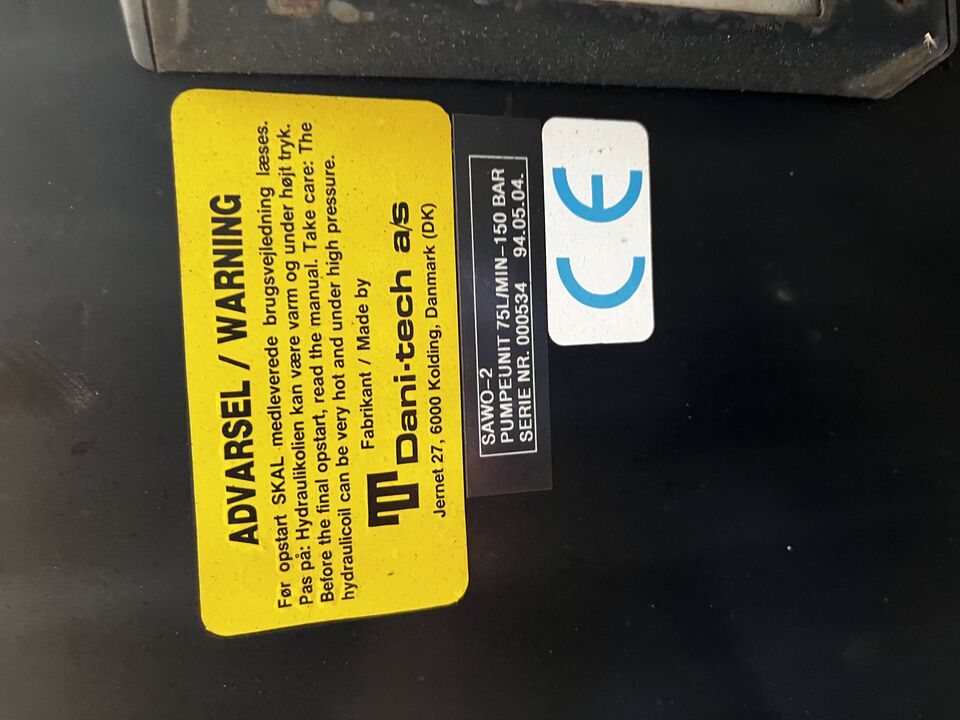 ADVARSEL / WARNING
Før opstart SKAL medleverede brugsvejledning læses.
Pas på: Hydraulikolien kan være varm og under højt tryk.
Before the final opstart, read the manual. Take care: The
hydraulicoil can be very hot and under high pressure.
Fabrikant / Made by
Dani-tech a/s
Jernet 27, 6000 Kolding, Danmark (DK)
SAWO-2
PUMPEUNIT 75L/MIN-150 BAR
SERIE NR. 000534 94.05.04.
CE